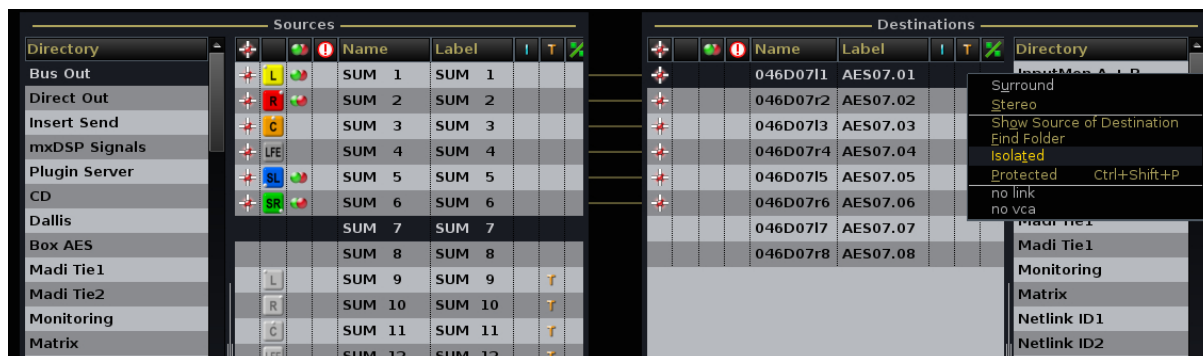 Sources
Destinations
Directory
Name Label I T
Name Label I T
Directory
Bus Out
Direct Out
Insert Send
mxDSP Signals
Plugin Server
CD
Dallis
Box AES
Madi Tie1
Madi Tie2
Monitoring
Matrix
L SUM 1 SUM 1
R SUM 2 SUM 2
C SUM 3 SUM 3
LFE SUM 4 SUM 4
SL SUM 5 SUM 5
SR SUM 6 SUM 6
SUM 7 SUM 7
SUM 8 SUM 8
L SUM 9 SUM 9 T
R SUM 10 SUM 10 T
C SUM 11 SUM 11 T
LFE SUM 12 SUM 12
046D07l1 AES07.01
046D07r2 AES07.02
046D07l3 AES07.03
046D07r4 AES07.04
046D07l5 AES07.05
046D07r6 AES07.06
046D07l7 AES07.07
046D07r8 AES07.08
Surround
Stereo
Show Source of Destination
Find Folder
Isolated
Protected Ctrl+Shift+P
no link
no vca
Madi Tie1
Monitoring
Matrix
Netlink ID1
Netlink ID2